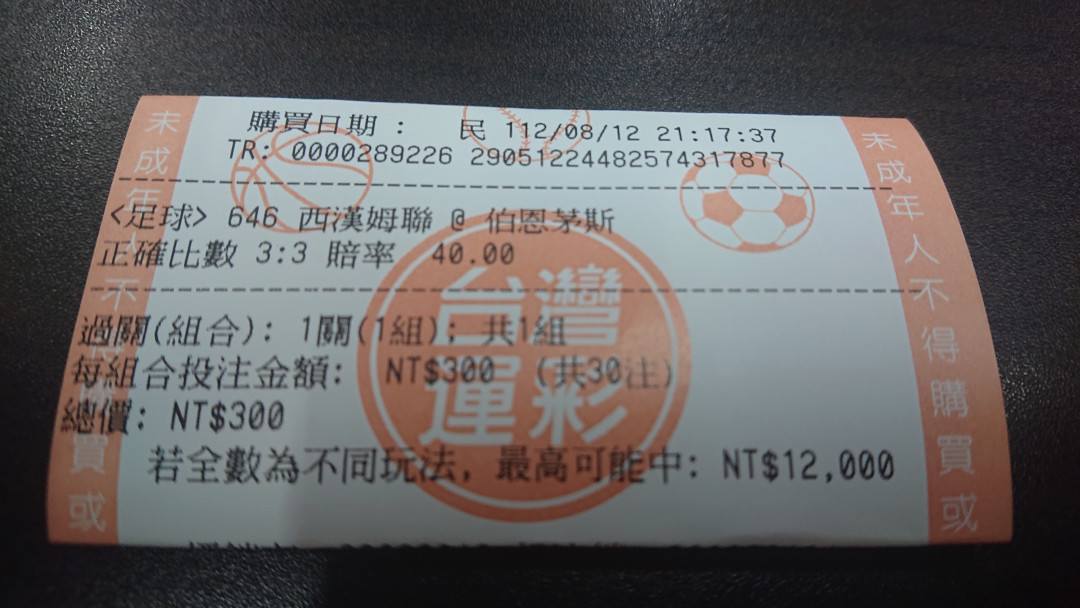 購買日期： 民 112/08/12 21:17:37
TR: 0000289226 290512244825743178​77
<足球> 646 西漢姆聯 @ 伯恩茅斯
正確比數 3:3 賠率 40.00
台灣運彩
過關(組合): 1關(1組); 共1組
每組合投注金額: NT$300 (共30注)
總價: NT$300
若全數為不同玩法, 最高可能中: NT$12,000
未成年人不得購買或
未成年人不得購買或